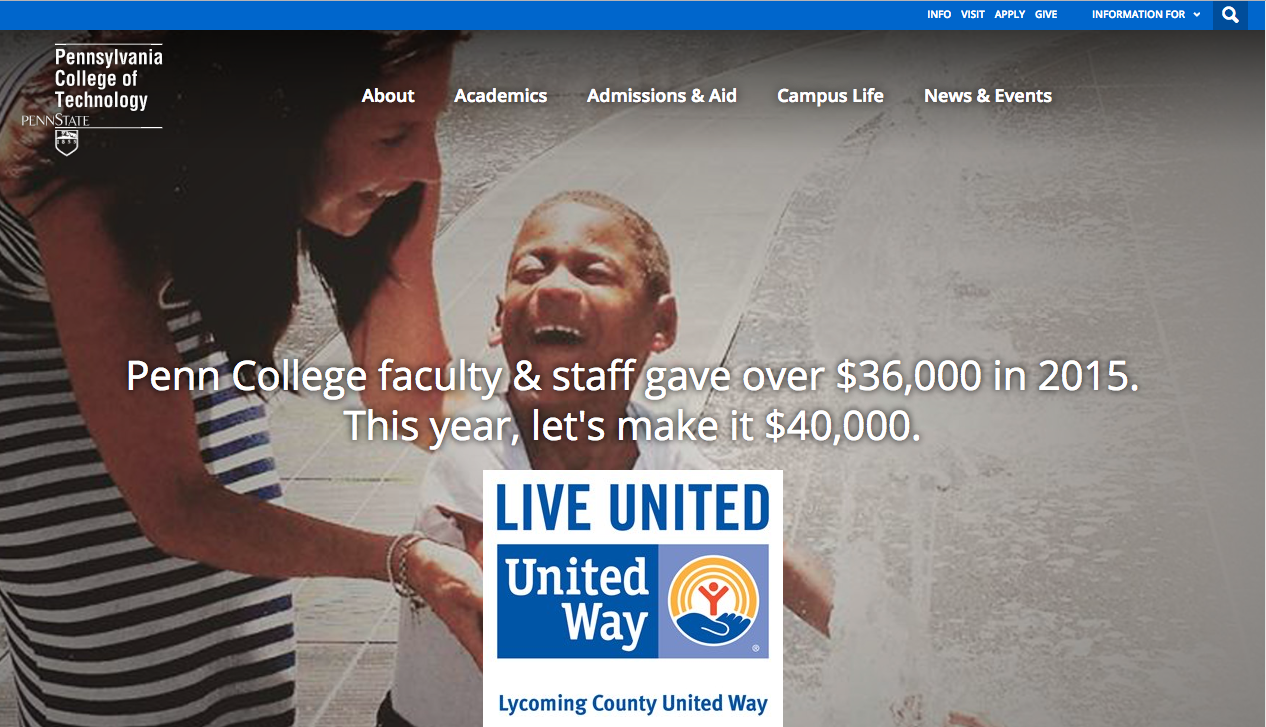 INFO VISIT APPLY GIVE INFORMATION FOR
Pennsylvania
College of
Technology
PENNSTATE
1855
About Academics Admissions & Aid Campus Life News & Events
Penn College faculty & staff gave over $36,000 in 2015.
This year, let's make it $40,000.
LIVE UNITED
United
Way
®
Lycoming County United Way